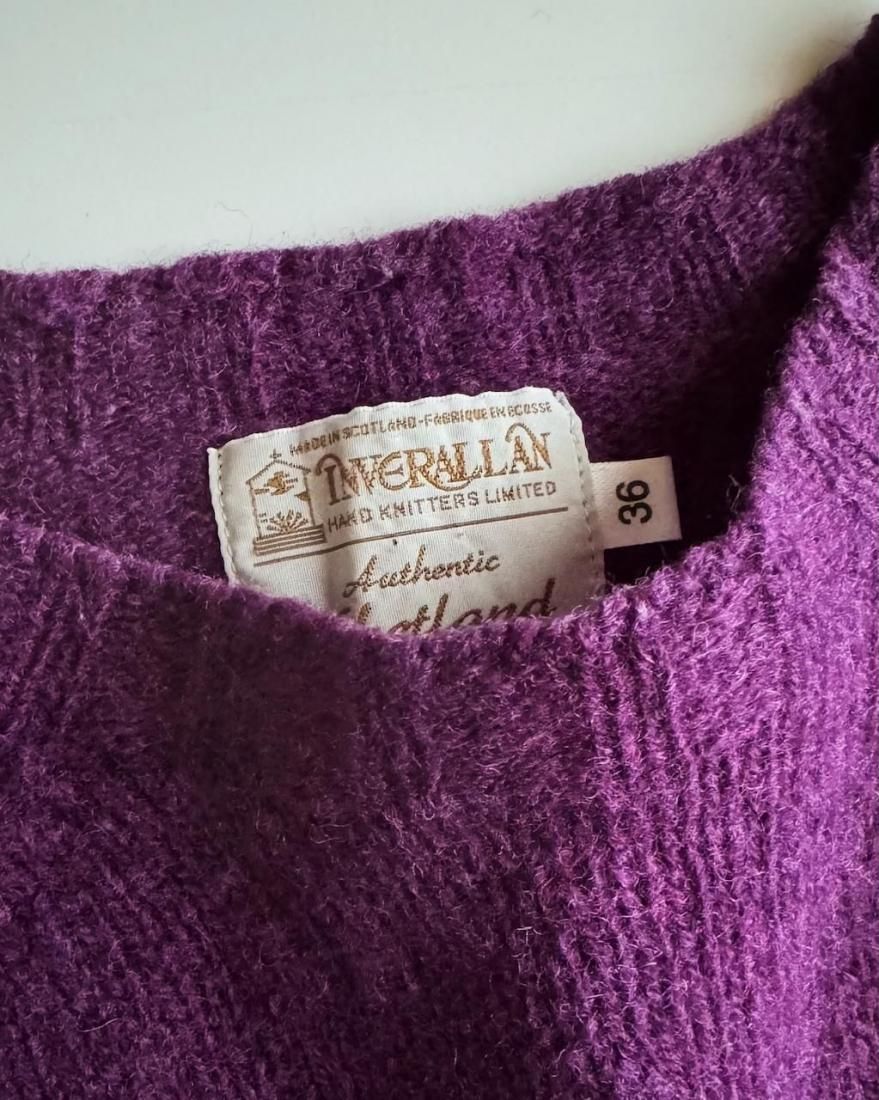 MADE IN SCOTLAND-FABRIQUE EN ECOSSE
INVERALLAN
HAND KNITTERS LIMITED
Authentic
36